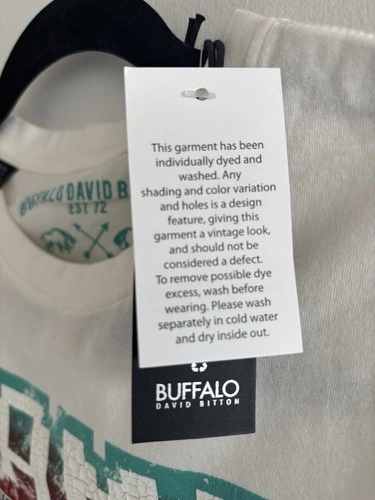 This garment has been
individually dyed and
washed. Any
shading and color variation
and holes is a design
feature, giving this
garment a vintage look,
and should not be
considered a defect.
To remove possible dye
excess, wash before
wearing. Please wash
separately in cold water
and dry inside out.
BUFFALO DAVID B
EST 72
BUFFALO
DAVID BITTON